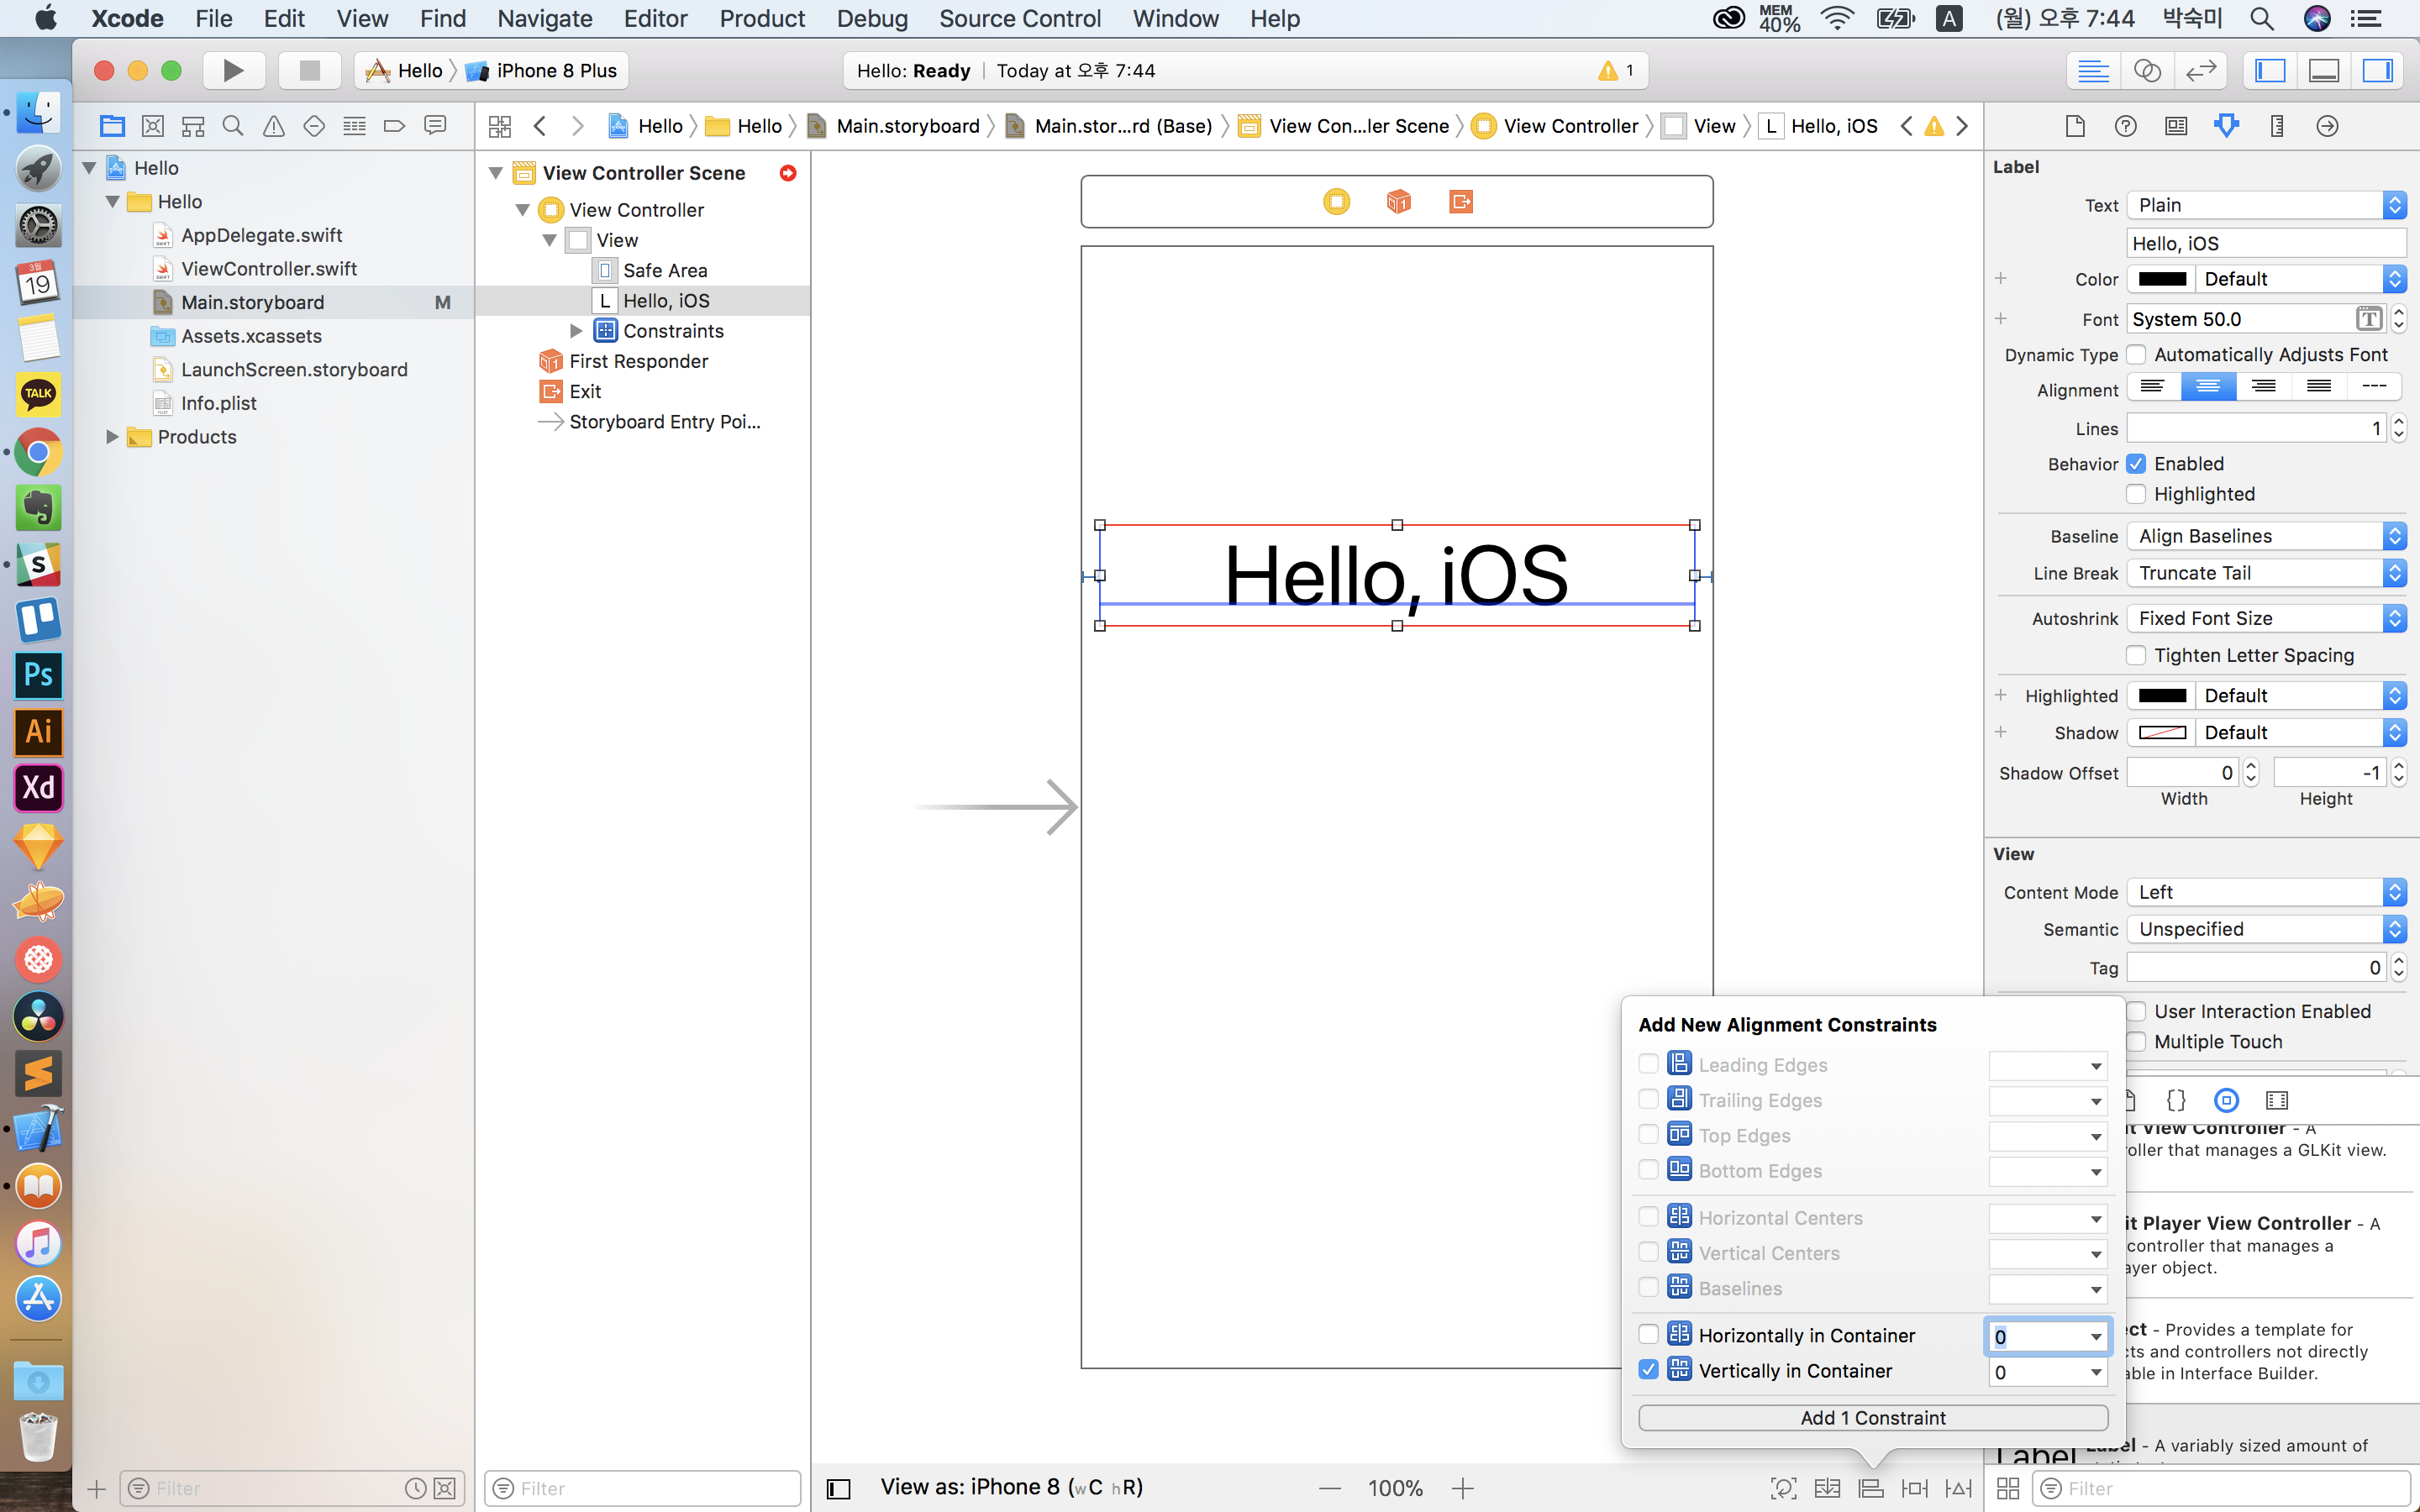 Xcode File Edit View Find Navigate Editor Product Debug Source Control Window Help
MEM 40% A (월) 오후 7:44 박숙미
Hello iPhone 8 Plus
Hello: Ready Today at 오후 7:44 1
Hello Hello Main.storyboard Main.stor...rd (Base) View Con...ler Scene View Controller View L Hello, iOS
Hello
Hello
AppDelegate.swift
ViewController.swift
Main.storyboard M
Assets.xcassets
LaunchScreen.storyboard
Info.plist
Products
Filter
View Controller Scene
View Controller
View
Safe Area
L Hello, iOS
Constraints
First Responder
Exit
Storyboard Entry Poi...
Filter
Hello, iOS
View as: iPhone 8 (wC hR)
100%
Label
Text Plain
Hello, iOS
Color Default
Font System 50.0 T
Dynamic Type Automatically Adjusts Font
Alignment
Lines 1
Behavior Enabled
Highlighted
Baseline Align Baselines
Line Break Truncate Tail
Autoshrink Fixed Font Size
Tighten Letter Spacing
Highlighted Default
Shadow Default
Shadow Offset 0 -1
Width Height
View
Content Mode Left
Semantic Unspecified
Tag 0
User Interaction Enabled
Multiple Touch
Add New Alignment Constraints
Leading Edges
Trailing Edges
Top Edges
Bottom Edges
Horizontal Centers
Vertical Centers
Baselines
Horizontally in Container 0
Vertically in Container 0
Add 1 Constraint
View Controller - A
oller that manages a GLKit view.
it Player View Controller - A
controller that manages a
ayer object.
ct - Provides a template for
cts and controllers not directly
able in Interface Builder.
Label
Label - A variably sized amount of
Filter
3월
19
TALK
S
Ps
Ai
Xd